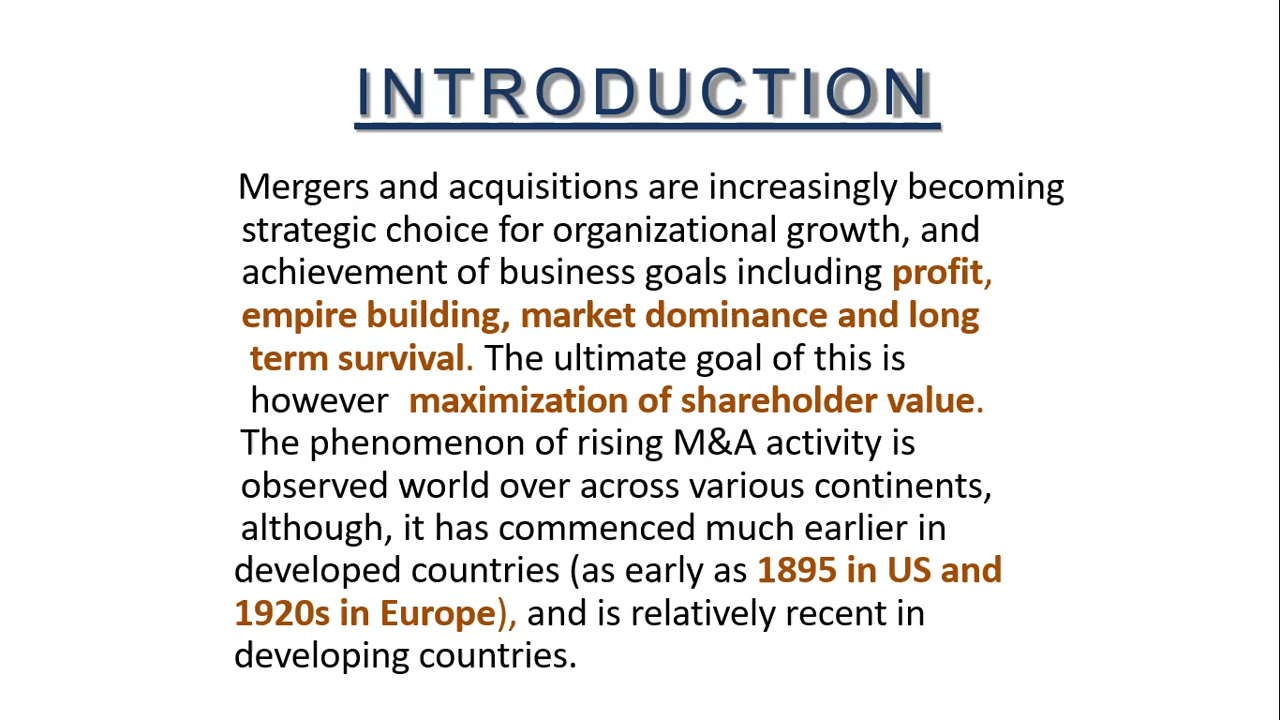 INTRODUCTION
Mergers and acquisitions are increasingly becoming
strategic choice for organizational growth, and
achievement of business goals including profit,
empire building, market dominance and long
term survival. The ultimate goal of this is
however maximization of shareholder value.
The phenomenon of rising M&A activity is
observed world over across various continents,
although, it has commenced much earlier in
developed countries (as early as 1895 in US and
1920s in Europe), and is relatively recent in
developing countries.